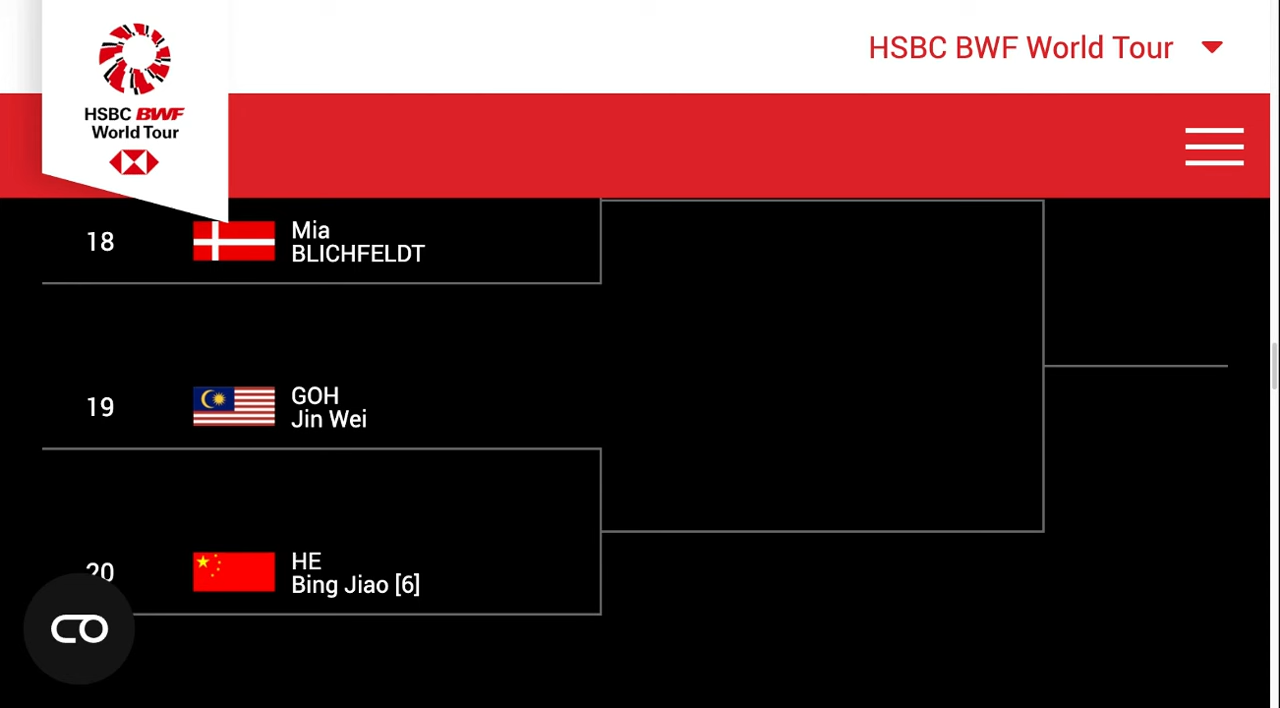 HSBC BWF World Tour
HSBC BWF
World Tour
18
Mia
BLICHFELDT
19
GOH
Jin Wei
20
HE
Bing Jiao [6]